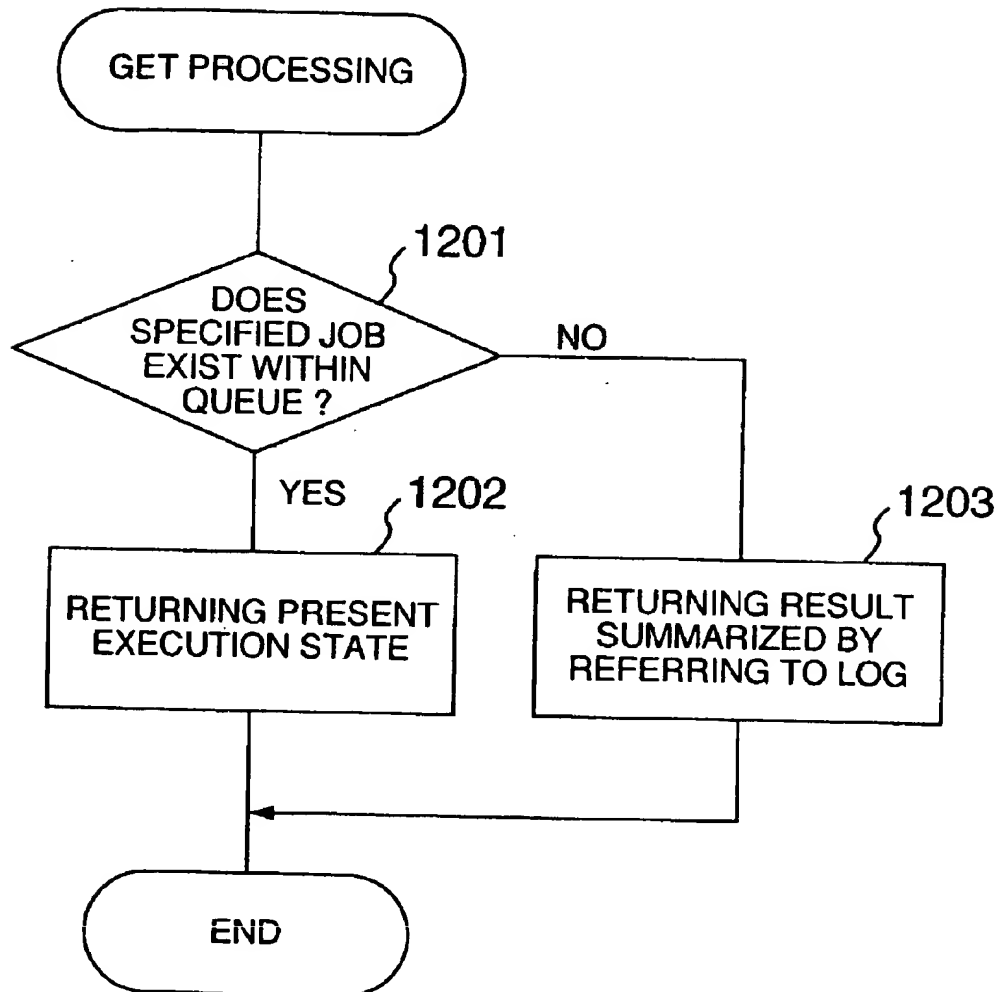 GET PROCESSING
1201
DOES
SPECIFIED JOB
EXIST WITHIN
QUEUE ?
NO
YES
1202
1203
RETURNING PRESENT
EXECUTION STATE
RETURNING RESULT
SUMMARIZED BY
REFERRING TO LOG
END